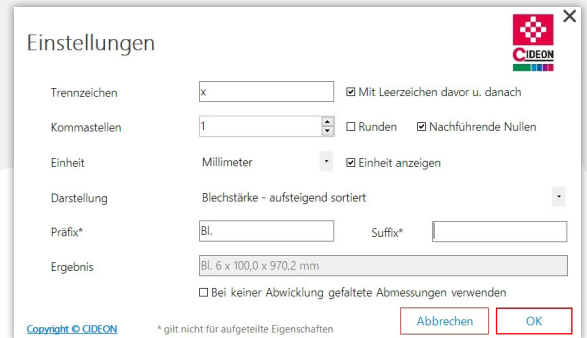 Einstellungen
CIDEON
Trennzeichen x Mit Leerzeichen davor u. danach
Kommastellen 1 Runden Nachführende Nullen
Einheit Millimeter Einheit anzeigen
Darstellung Blechstärke - aufsteigend sortiert
Präfix* Bl. Suffix*
Ergebnis Bl. 6 x 100,0 x 970,2 mm
Bei keiner Abwicklung gefaltete Abmessungen verwenden
Copyright © CIDEON * gilt nicht für aufgeteilte Eigenschaften Abbrechen OK